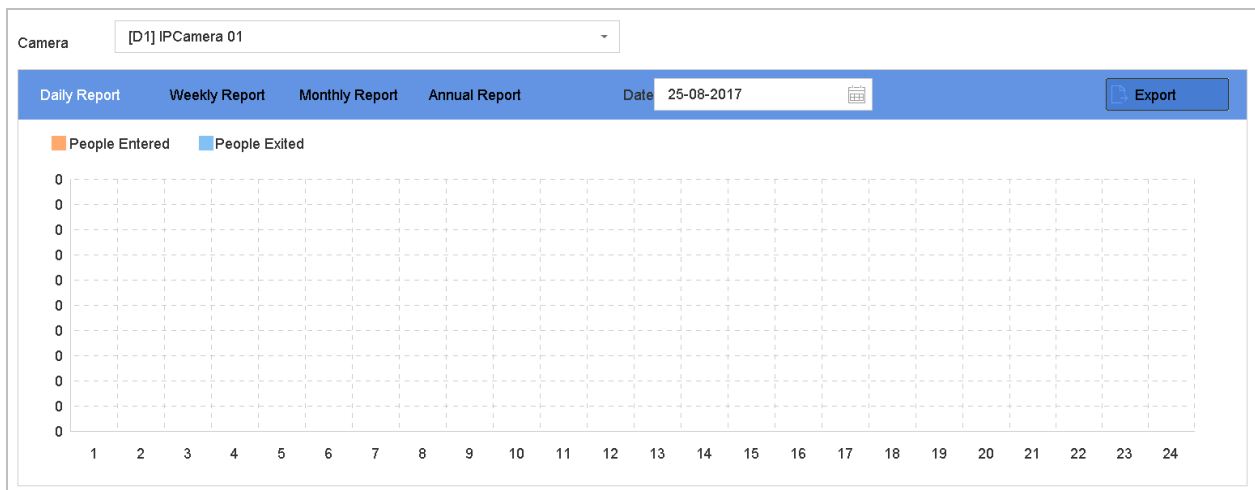 Camera [D1] IPCamera 01
Daily Report Weekly Report Monthly Report Annual Report Date 25-08-2017 Export
People Entered People Exited
0
0
0
0
0
0
0
0
0
0
0
1 2 3 4 5 6 7 8 9 10 11 12 13 14 15 16 17 18 19 20 21 22 23 24